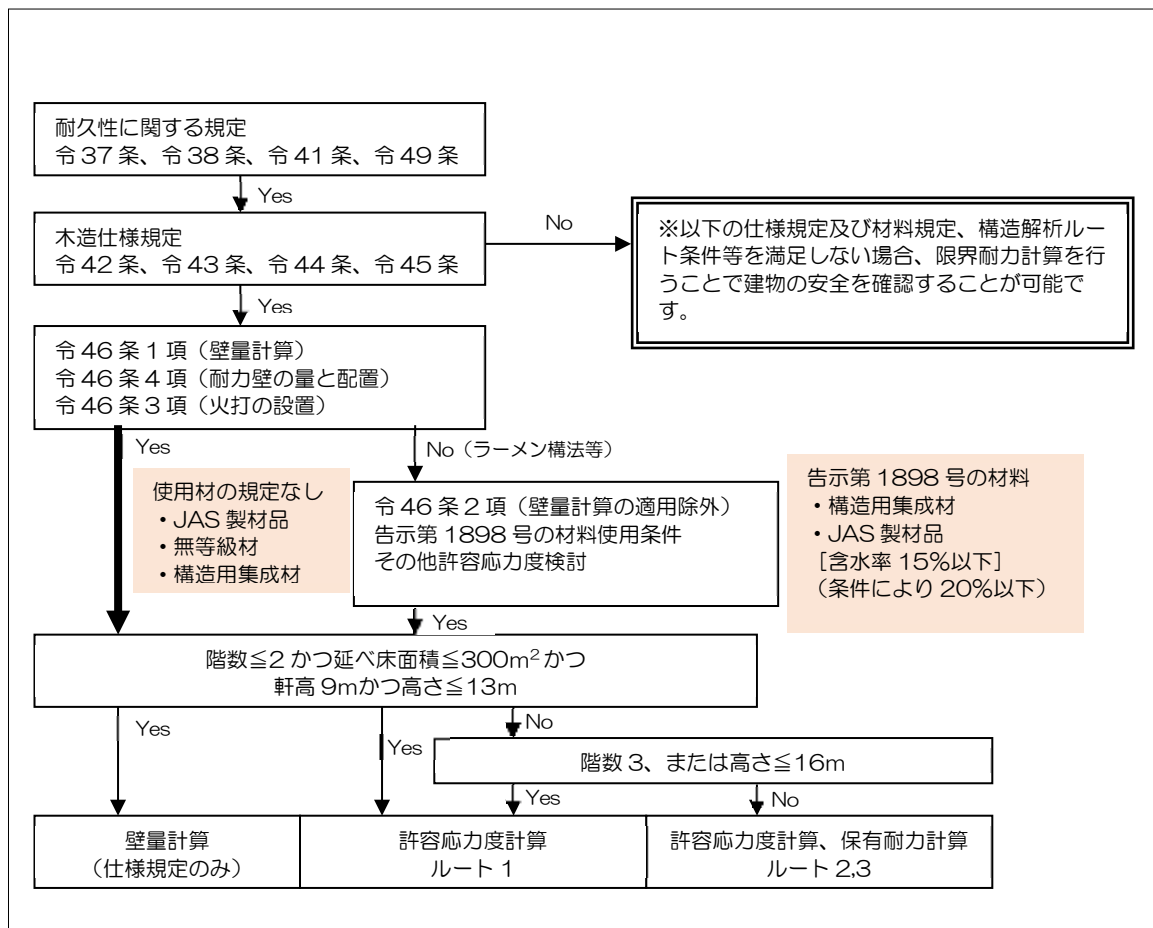 耐久性に関する規定
令37条、令38条、令41条、令49条
Yes
木造仕様規定
令42条、令43条、令44条、令45条
No
※以下の仕様規定及び材料規定、構造解析ルー
ト条件等を満足しない場合、限界耐力計算を行
うことで建物の安全を確認することが可能で
す。
Yes
令46条1項（壁量計算）
令46条4項（耐力壁の量と配置）
令46条3項（火打の設置）
Yes
No（ラーメン構法等）
使用材の規定なし
・JAS製材品
・無等級材
・構造用集成材
令46条2項（壁量計算の適用除外）
告示第1898号の材料使用条件
その他許容応力度検討
告示第1898号の材料
・構造用集成材
・JAS製材品
［含水率15%以下］
（条件により20%以下）
Yes
階数≦2かつ延べ床面積≦300m²かつ
軒高9mかつ高さ≦13m
Yes
Yes
No
階数3、または高さ≦16m
Yes
No
壁量計算
（仕様規定のみ）
許容応力度計算
ルート1
許容応力度計算、保有耐力計算
ルート2,3